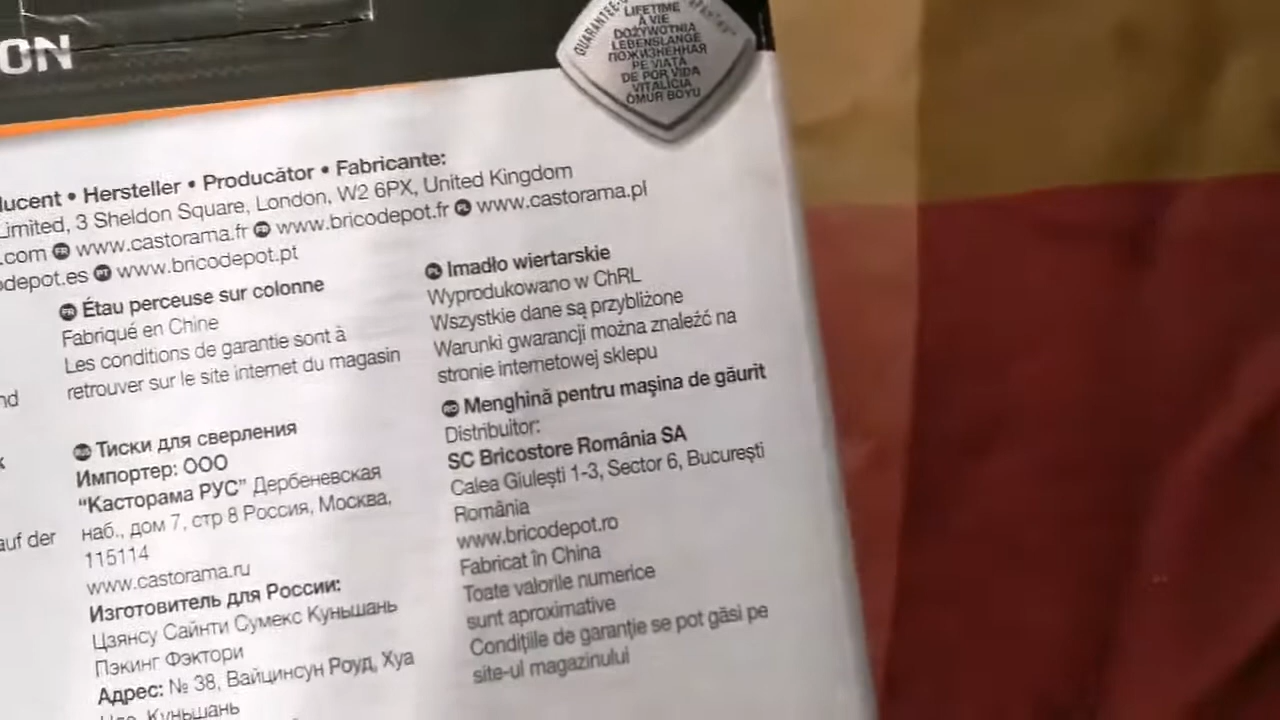 ON
GUARANTEE
LIFETIME
À VIE
DOŻYWOTNIA
LEBENSLANGE
ПОЖИЗНЕННАЯ
PE VIAȚĂ
DE POR VIDA
VITALÍCIA
ÖMÜR BOYU
lucent • Hersteller • Producător • Fabricante:
Limited, 3 Sheldon Square, London, W2 6PX, United Kingdom
.com FR www.castorama.fr FR www.bricodepot.fr PL www.castorama.pl
odepot.es PT www.bricodepot.pt
FR Étau perceuse sur colonne
Fabriqué en Chine
Les conditions de garantie sont à
retrouver sur le site internet du magasin
nd
k
auf der
RUS Тиски для сверления
Импортер: ООО
“Касторама РУС” Дербеневская
наб., дом 7, стр 8 Россия, Москва,
115114
www.castorama.ru
Изготовитель для России:
Цзянсу Сайнти Сумекс Куньшань
Пэкинг Фэктори
Адрес: № 38, Вайцинсун Роуд, Хуа
Куньшань
PL Imadło wiertarskie
Wyprodukowano w ChRL
Wszystkie dane są przybliżone
Warunki gwarancji można znaleźć na
stronie internetowej sklepu
RO Menghină pentru mașina de găurit
Distribuitor:
SC Bricostore România SA
Calea Giulești 1-3, Sector 6, București
România
www.bricodepot.ro
Fabricat în China
Toate valorile numerice
sunt aproximative
Condițiile de garanție se pot găsi pe
site-ul magazinului